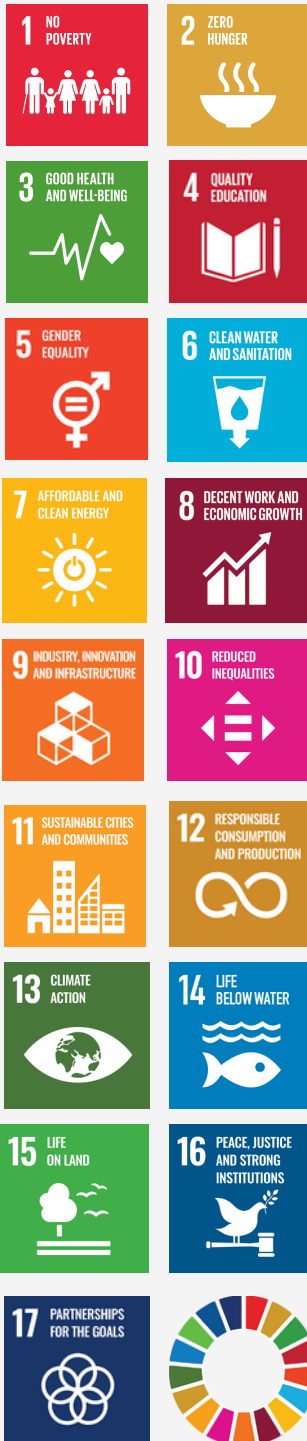 1 NO
POVERTY
2 ZERO
HUNGER
3 GOOD HEALTH
AND WELL-BEING
4 QUALITY
EDUCATION
5 GENDER
EQUALITY
6 CLEAN WATER
AND SANITATION
7 AFFORDABLE AND
CLEAN ENERGY
8 DECENT WORK AND
ECONOMIC GROWTH
9 INDUSTRY, INNOVATION
AND INFRASTRUCTURE
10 REDUCED
INEQUALITIES
11 SUSTAINABLE CITIES
AND COMMUNITIES
12 RESPONSIBLE
CONSUMPTION
AND PRODUCTION
13 CLIMATE
ACTION
14 LIFE
BELOW WATER
15 LIFE
ON LAND
16 PEACE, JUSTICE
AND STRONG
INSTITUTIONS
17 PARTNERSHIPS
FOR THE GOALS